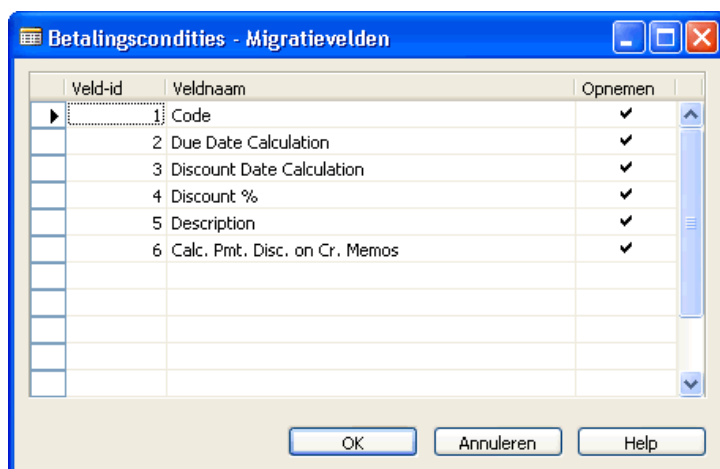 Betalingscondities - Migratievelden
Veld-id Veldnaam Opnemen
1 Code ✔
2 Due Date Calculation ✔
3 Discount Date Calculation ✔
4 Discount % ✔
5 Description ✔
6 Calc. Pmt. Disc. on Cr. Memos ✔
OK Annuleren Help